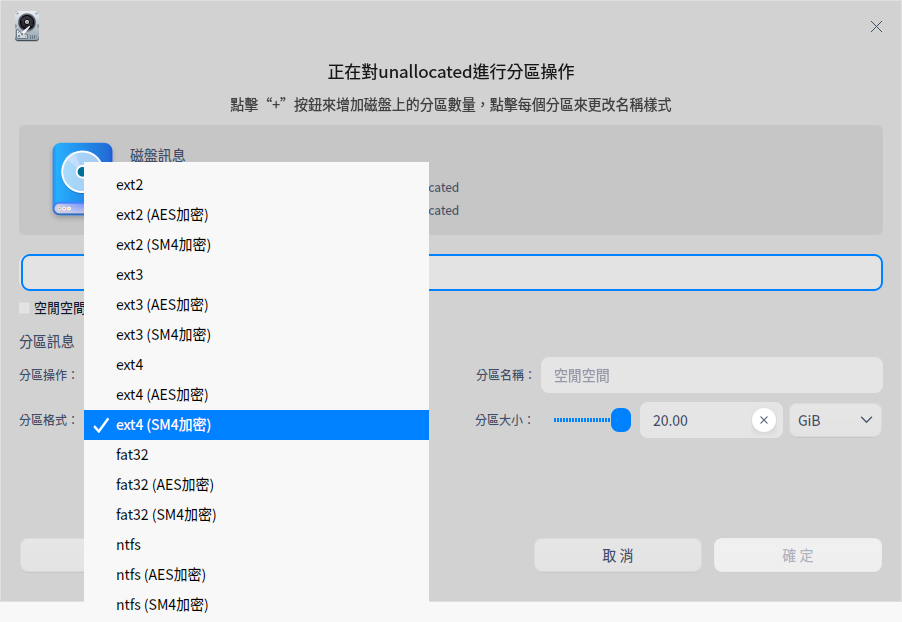 正在對unallocated進行分區操作
點擊“+”按鈕來增加磁盤上的分區數量，點擊每個分區來更改名稱樣式
磁盤訊息
cated
cated
空閒空間
分區訊息
分區操作：
分區名稱：
空閒空間
分區格式：
分區大小：
20.00
GiB
ext2
ext2 (AES加密)
ext2 (SM4加密)
ext3
ext3 (AES加密)
ext3 (SM4加密)
ext4
ext4 (AES加密)
ext4 (SM4加密)
fat32
fat32 (AES加密)
fat32 (SM4加密)
ntfs
ntfs (AES加密)
ntfs (SM4加密)
取消
確定